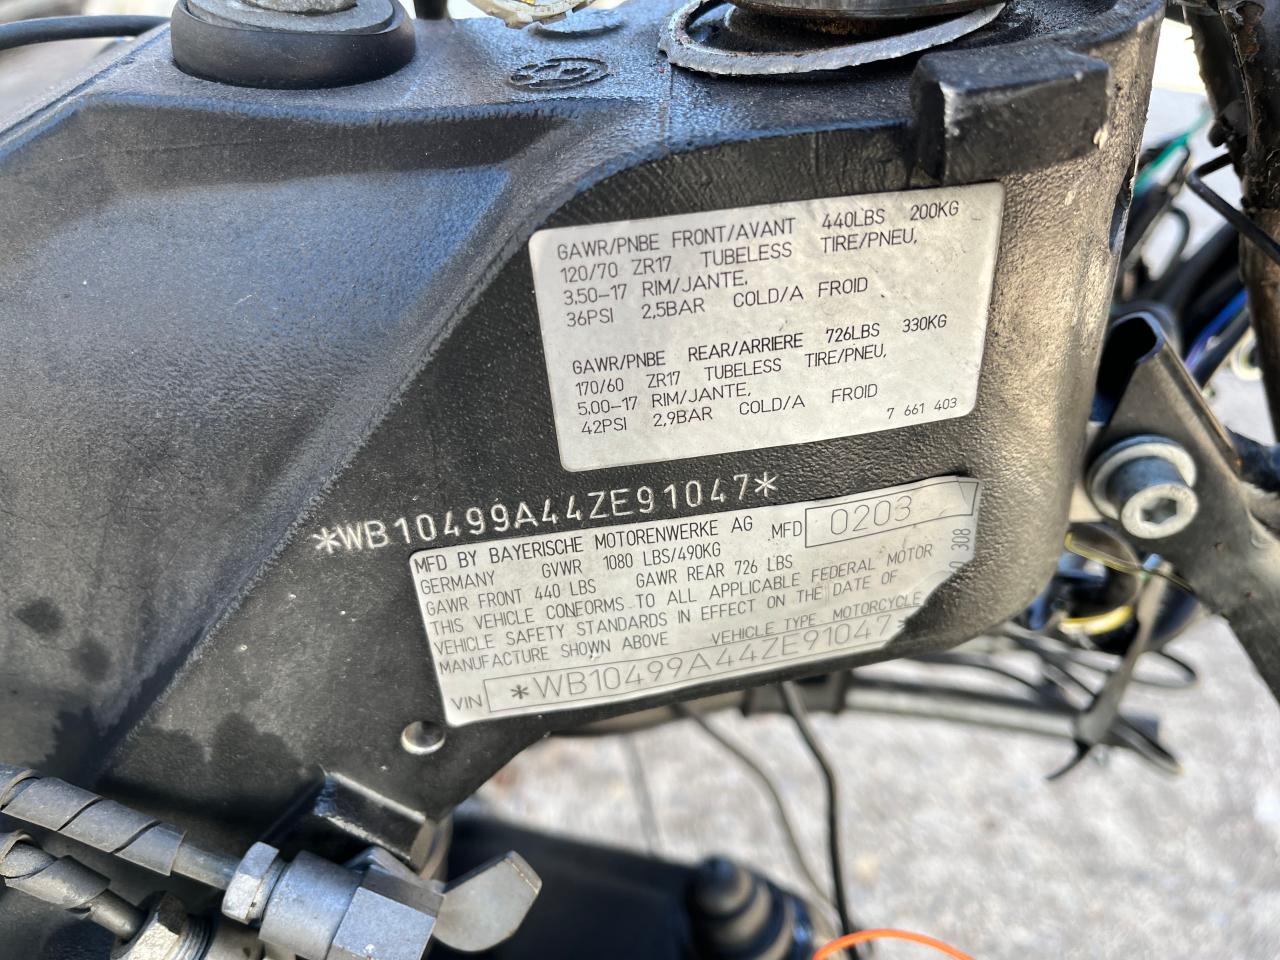 GAWR/PNBE FRONT/AVANT 440LBS 200KG
120/70 ZR17 TUBELESS TIRE/PNEU,
3,50-17 RIM/JANTE,
36PSI 2,5BAR COLD/A FROID
GAWR/PNBE REAR/ARRIERE 726LBS 330KG
170/60 ZR17 TUBELESS TIRE/PNEU,
5,00-17 RIM/JANTE,
42PSI 2,9BAR COLD/A FROID
7 661 403
*WB10499A44ZE91047*
MFD BY BAYERISCHE MOTORENWERKE AG MFD 0203
GERMANY GVWR 1080 LBS/490KG
GAWR FRONT 440 LBS GAWR REAR 726 LBS
THIS VEHICLE CONFORMS TO ALL APPLICABLE FEDERAL MOTOR
VEHICLE SAFETY STANDARDS IN EFFECT ON THE DATE OF
MANUFACTURE SHOWN ABOVE VEHICLE TYPE MOTORCYCLE
VIN *WB10499A44ZE91047*
308